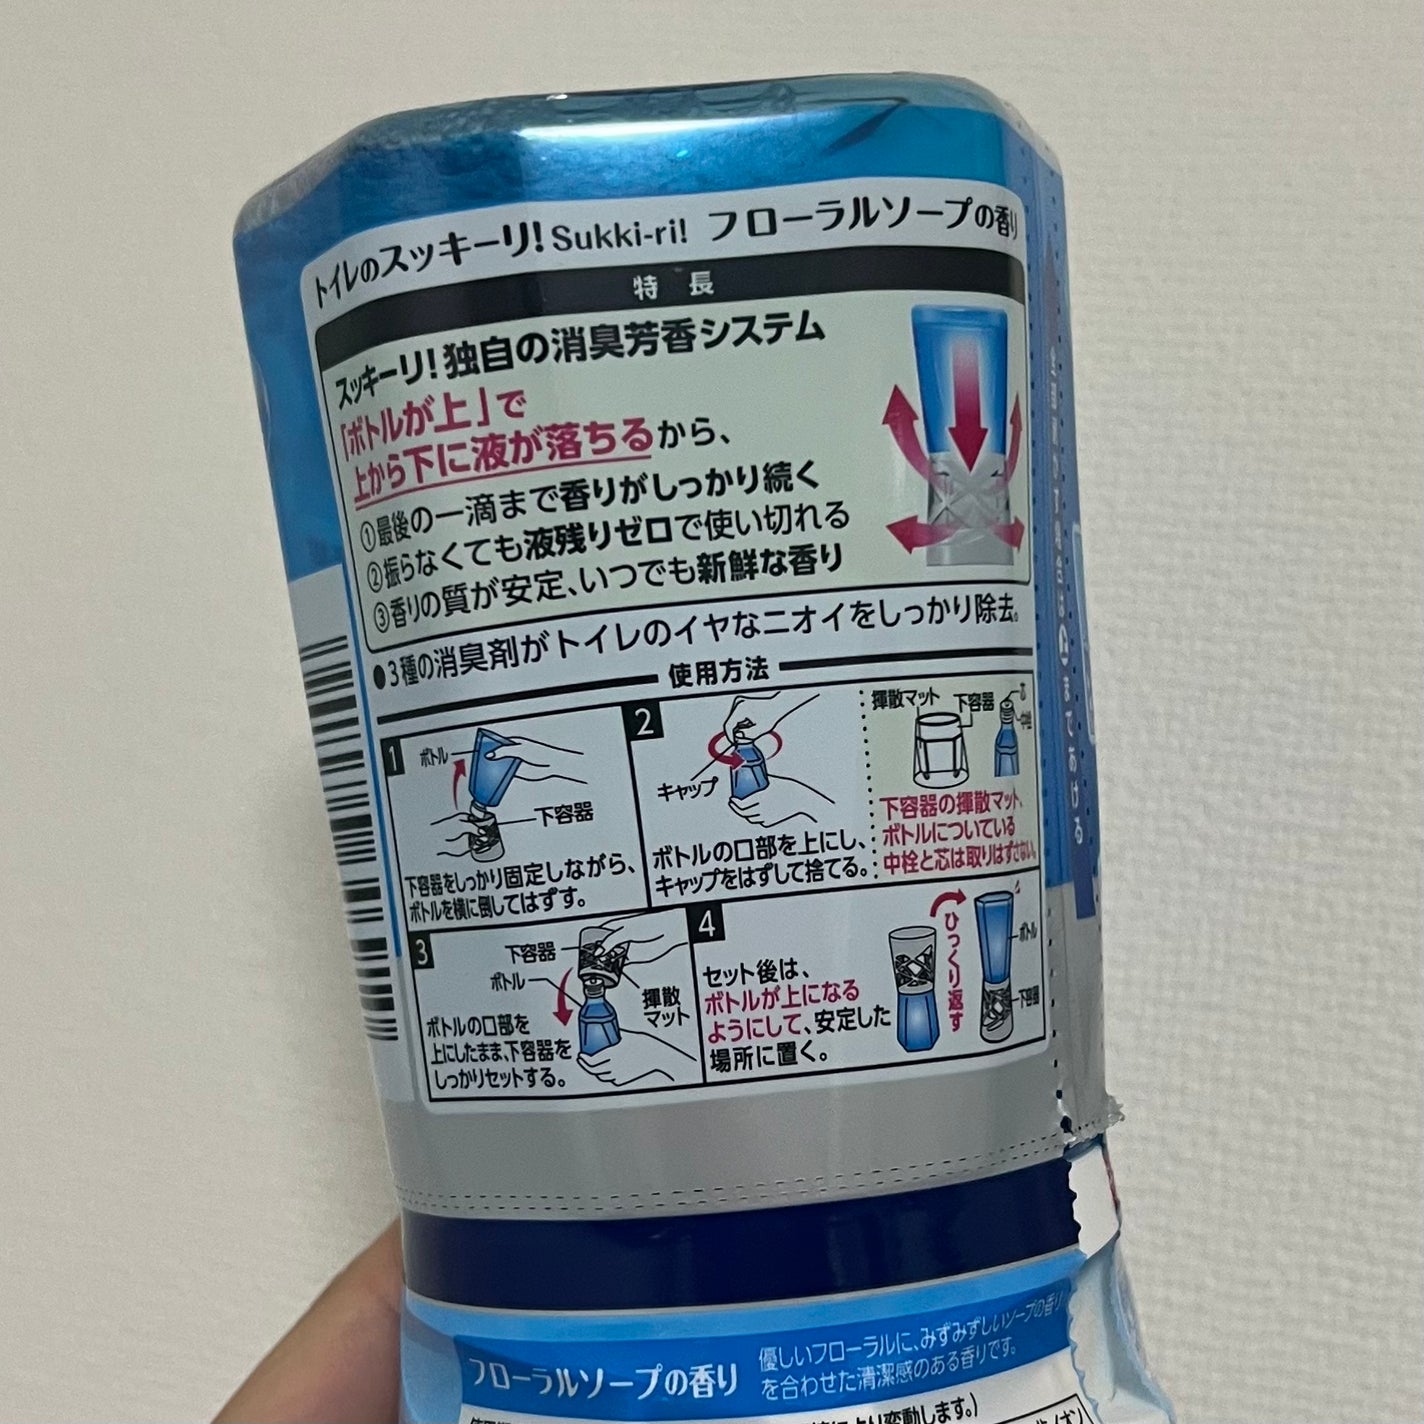 トイレのスッキーリ! Sukki-ri! フローラルソープの香り
特 長
スッキーリ!独自の消臭芳香システム
「ボトルが上」で
上から下に液が落ちるから、
①最後の一滴まで香りがしっかり続く
②振らなくても液残りゼロで使い切れる
③香りの質が安定、いつでも新鮮な香り
●3種の消臭剤がトイレのイヤなニオイをしっかり除去。
使用方法
1
ボトル
下容器
下容器をしっかり固定しながら、
ボトルを横に倒してはずす。
2
キャップ
ボトルの口部を上にし、
キャップをはずして捨てる。
揮散マット
下容器
芯
中栓
下容器の揮散マット、
ボトルについている
中栓と芯は取りはずさない。
3
下容器
ボトル
揮散
マット
ボトルの口部を
上にしたまま、下容器を
しっかりセットする。
4
セット後は、
ボトルが上になる
ようにして、安定した
場所に置く。
ひっくり返す
ボトル
下容器
までであける
フローラルソープの香り
優しいフローラルに、みずみずしいソープの香り
を合わせた清潔感のある香りです。
より変動します。)